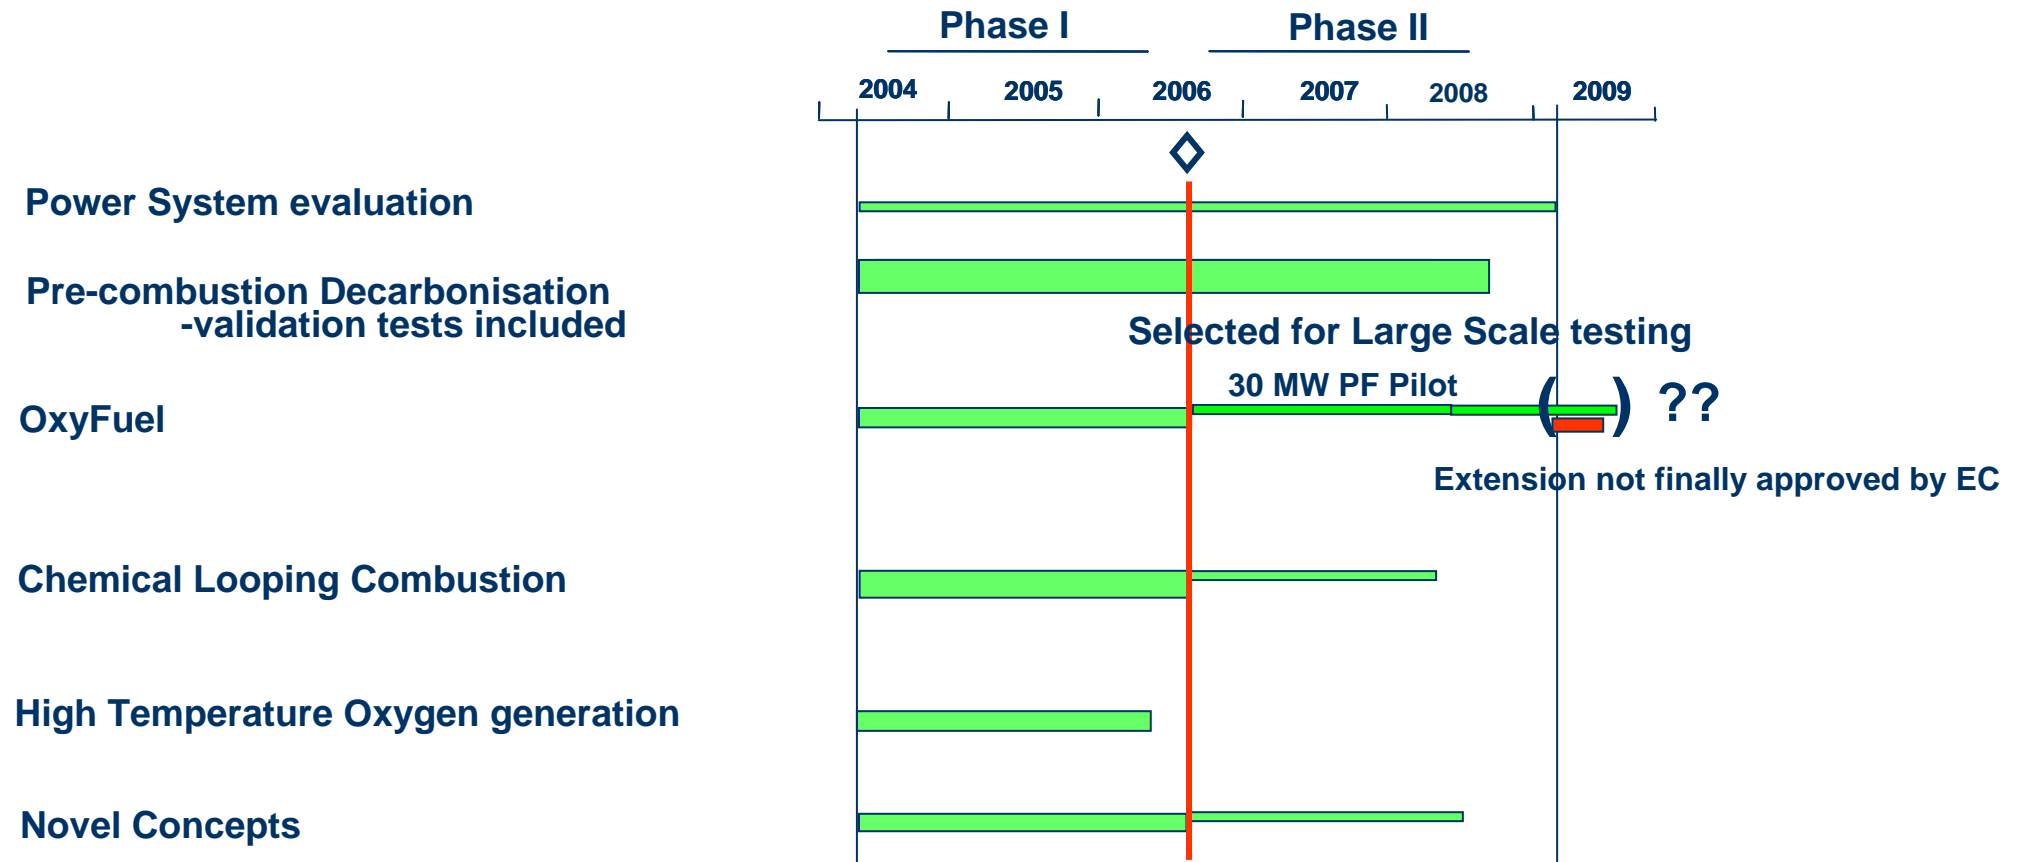 Phase I
Phase II
2004
2005
2006
2007
2008
2009
Power System evaluation
Pre-combustion Decarbonisation
-validation tests included
Selected for Large Scale testing
30 MW PF Pilot
( ) ??
OxyFuel
Extension not finally approved by EC
Chemical Looping Combustion
High Temperature Oxygen generation
Novel Concepts